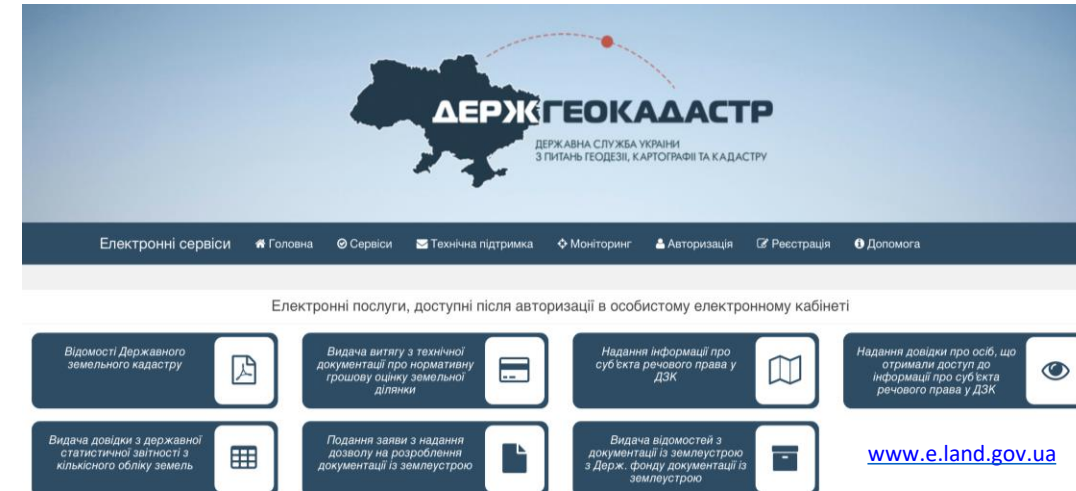 ДЕРЖГЕОКАДАСТР
ДЕРЖАВНА СЛУЖБА УКРАЇНИ
З ПИТАНЬ ГЕОДЕЗІЇ, КАРТОГРАФІЇ ТА КАДАСТРУ
Електронні сервіси Головна Сервіси Технічна підтримка Моніторинг Авторизація Реєстрація Допомога
Електронні послуги, доступні після авторизації в особистому електронному кабінеті
Відомості Державного
земельного кадастру
Видача витягу з технічної
документації про нормативну
грошову оцінку земельної
ділянки
Надання інформації про
суб'єкта речового права у
ДЗК
Надання довідки про осіб, що
отримали доступ до
інформації про суб'єкта
речового права у ДЗК
Видача довідки з державної
статистичної звітності з
кількісного обліку земель
Подання заяви з надання
дозволу на розроблення
документації із землеустрою
Видача відомостей з
документації із землеустрою
з Держ. фонду документації із
землеустрою
www.e.land.gov.ua